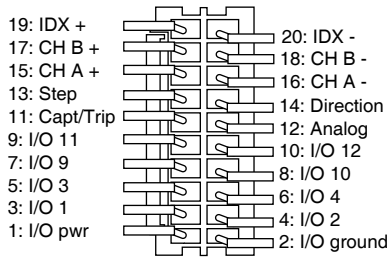 19: IDX +
20: IDX -
17: CH B +
18: CH B -
15: CH A +
16: CH A -
13: Step
14: Direction
11: Capt/Trip
12: Analog
9: I/O 11
10: I/O 12
7: I/O 9
8: I/O 10
5: I/O 3
6: I/O 4
3: I/O 1
4: I/O 2
1: I/O pwr
2: I/O ground